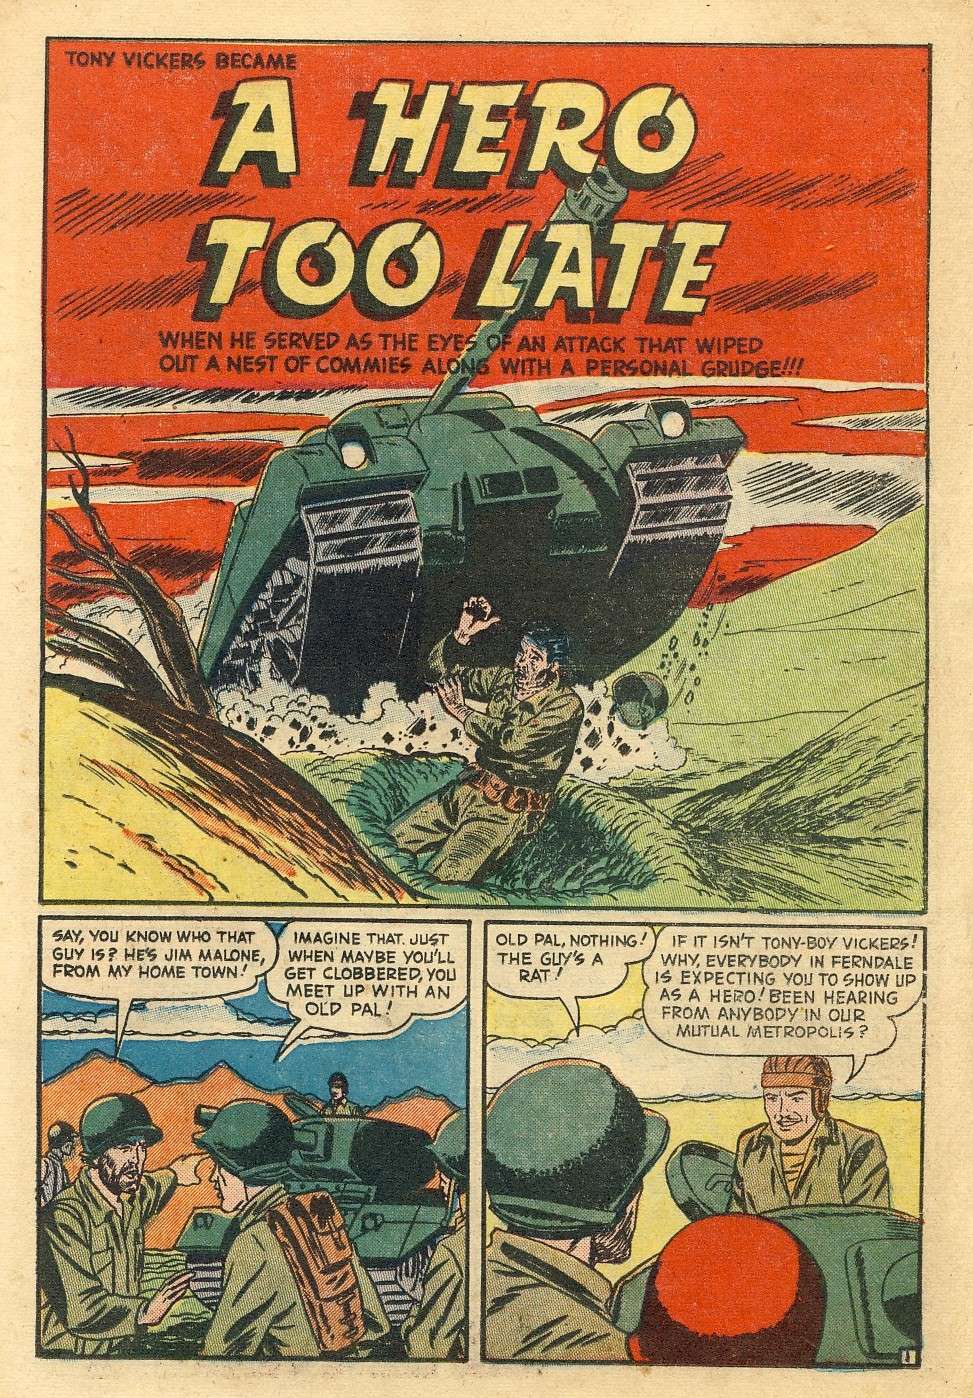 TONY VICKERS BECAME
A HERO
TOO LATE
WHEN HE SERVED AS THE EYES OF AN ATTACK THAT WIPED
OUT A NEST OF COMMIES ALONG WITH A PERSONAL GRUDGE!!!
SAY, YOU KNOW WHO THAT
GUY IS? HE'S JIM MALONE,
FROM MY HOME TOWN!
IMAGINE THAT. JUST
WHEN MAYBE YOU'LL
GET CLOBBERED, YOU
MEET UP WITH AN
OLD PAL!
OLD PAL, NOTHING!
THE GUY'S A
RAT!
IF IT ISN'T TONY-BOY VICKERS!
WHY, EVERYBODY IN FERNDALE
IS EXPECTING YOU TO SHOW UP
AS A HERO! BEEN HEARING
FROM ANYBODY IN OUR
MUTUAL METROPOLIS?
1